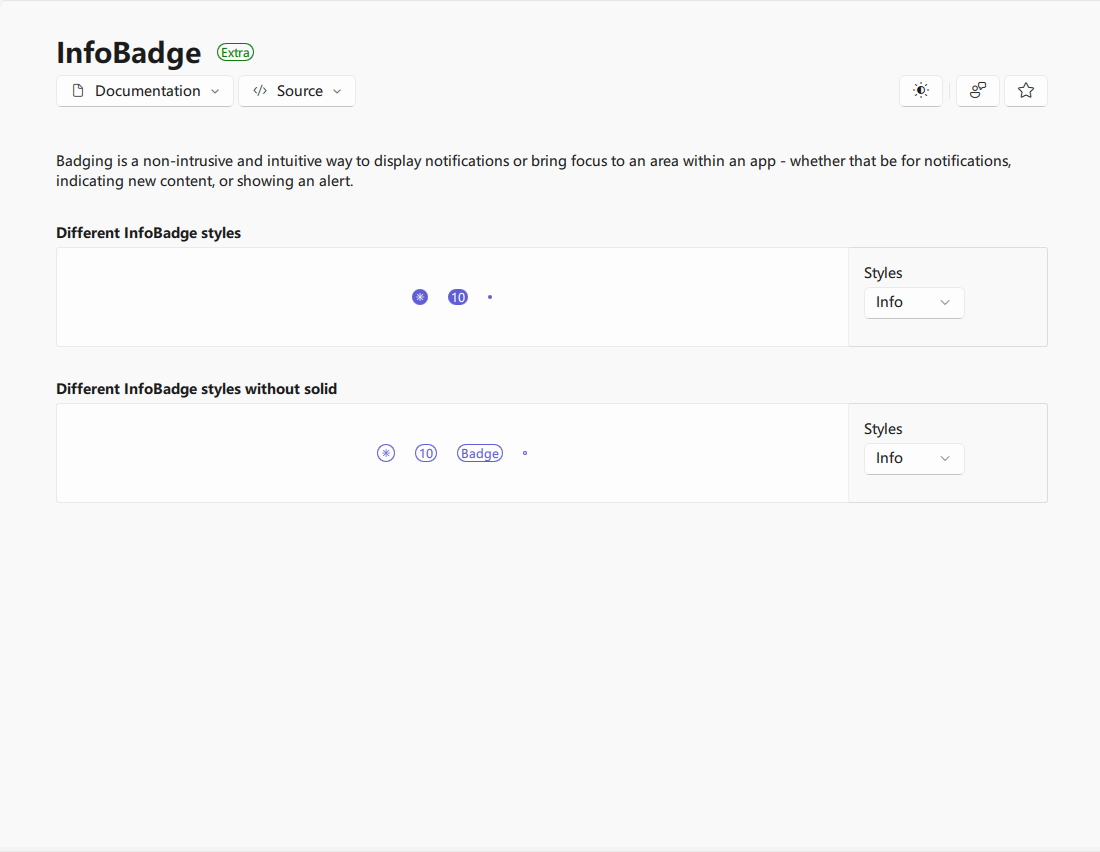 InfoBadge Extra
Documentation Source
Badging is a non-intrusive and intuitive way to display notifications or bring focus to an area within an app - whether that be for notifications,
indicating new content, or showing an alert.
Different InfoBadge styles
Styles
10 Info
Different InfoBadge styles without solid
Styles
10 Badge Info